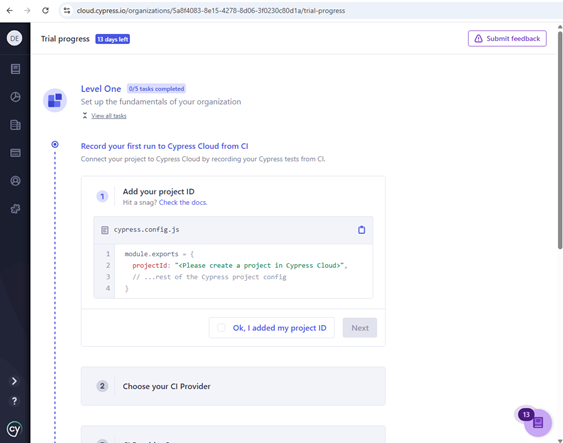 cloud.cypress.io/organizations/5a8f4083-8e15-4278-8d06-3f0230c80d1a/trial-progress
DE
Trial progress 13 days left
Submit feedback
Level One 0/5 tasks completed
Set up the fundamentals of your organization
View all tasks
Record your first run to Cypress Cloud from CI
Connect your project to Cypress Cloud by recording your Cypress tests from CI.
1 Add your project ID
Hit a snag? Check the docs.
cypress.config.js
1 module.exports = {
2 projectId: "<Please create a project in Cypress Cloud>",
3 // ...rest of the Cypress project config
4 }
Ok, I added my project ID
Next
2 Choose your CI Provider
?
13
cy